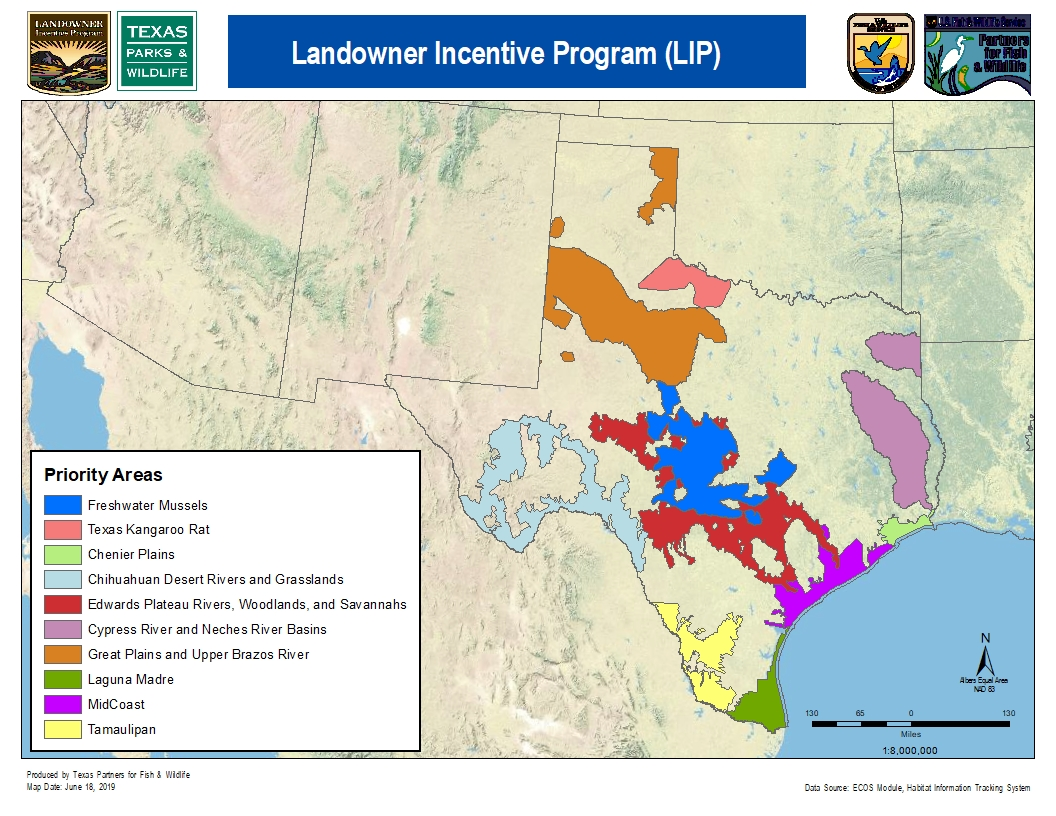 LANDOWNER
Incentive Program
TEXAS
PARKS &
WILDLIFE
Landowner Incentive Program (LIP)
U.S. Fish & Wildlife Service
Partners
for Fish
& Wildlife
Priority Areas
Freshwater Mussels
Texas Kangaroo Rat
Chenier Plains
Chihuahuan Desert Rivers and Grasslands
Edwards Plateau Rivers, Woodlands, and Savannahs
Cypress River and Neches River Basins
Great Plains and Upper Brazos River
Laguna Madre
MidCoast
Tamaulipan
N
Albers Equal Area
NAD 83
130 65 0 130
Miles
1:8,000,000
Produced by Texas Partners for Fish & Wildlife
Map Date: June 18, 2019
Data Source: ECOS Module, Habitat Information Tracking System